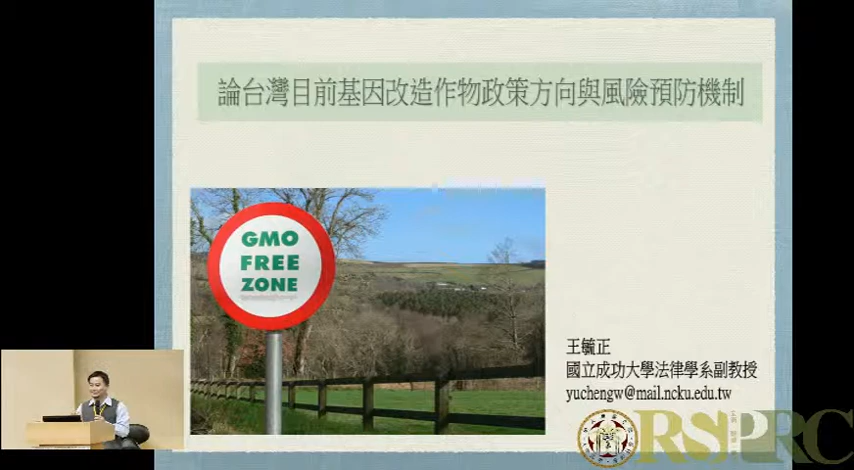 論台灣目前基因改造作物政策方向與風險預防機制
GMO
FREE
ZONE
王毓正
國立成功大學法律學系副教授
yuchengw@mail.ncku.edu.tw
RSPRC